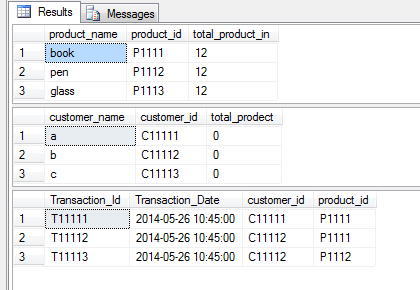 Results Messages
product_name product_id total_product_in
1 book P1111 12
2 pen P1112 12
3 glass P1113 12
customer_name customer_id total_prodect
1 a C11111 0
2 b C11112 0
3 c C11113 0
Transaction_Id Transaction_Date customer_id product_id
1 T11111 2014-05-26 10:45:00 C11111 P1111
2 T11112 2014-05-26 10:45:00 C11112 P1111
3 T11113 2014-05-26 10:45:00 C11112 P1112